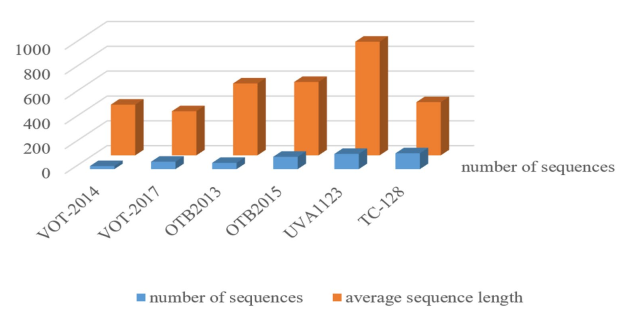 1000
800
600
400
200
0
number of sequences
VOT-2014
VOT-2017
OTB2013
OTB2015
UVA1123
TC-128
number of sequences
average sequence length